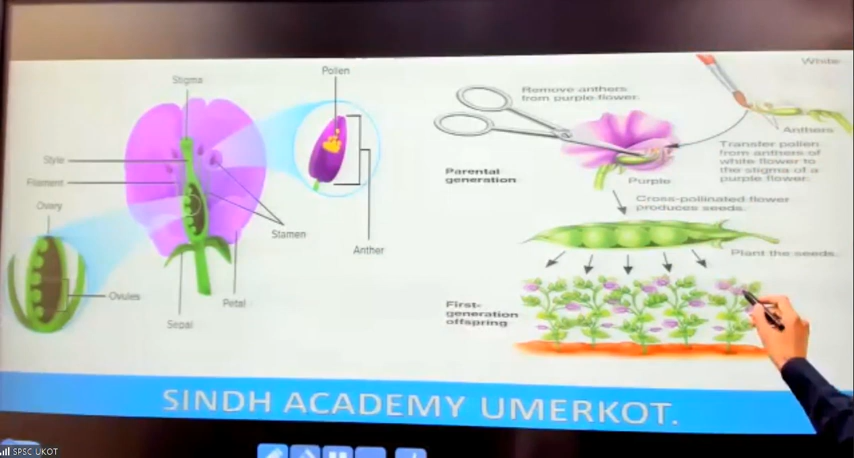 Stigma
Pollen
Style
Filament
Ovary
Stamen
Anther
Ovules
Petal
Sepal
White
Remove anthers
from purple flower.
Anthers
Transfer pollen
from anthers of
white flower to
the stigma of a
purple flower.
Parental
generation
Purple
Cross-pollinated flower
produces seeds.
Plant the seeds.
First-
generation
offspring
SINDH ACADEMY UMERKOT.
SPSC UKOT